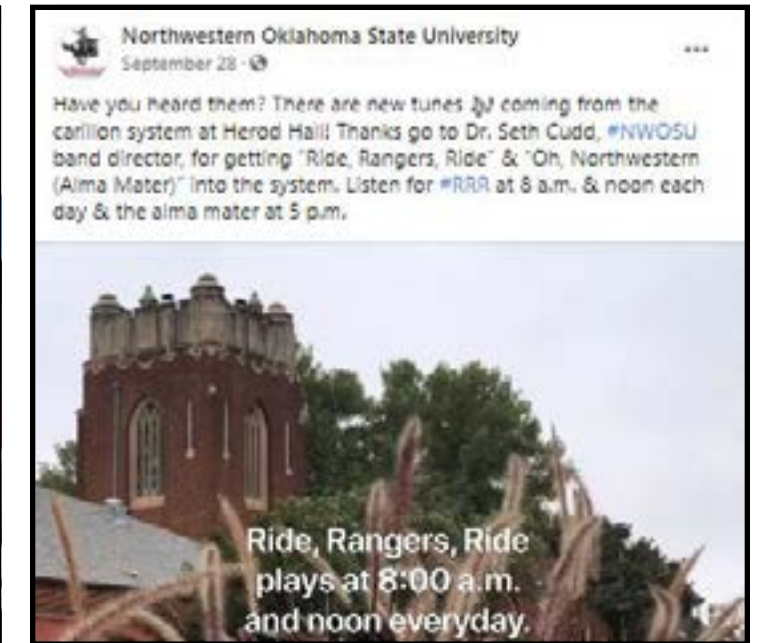 Northwestern Oklahoma State University
September 28 ·
Have you heard them? There are new tunes 🎶 coming from the
carillon system at Herod Hall! Thanks go to Dr. Seth Cudd, #NWOSU
band director, for getting "Ride, Rangers, Ride" & "Oh, Northwestern
(Alma Mater)" into the system. Listen for #RRR at 8 a.m. & noon each
day & the alma mater at 5 p.m.
Ride, Rangers, Ride
plays at 8:00 a.m.
and noon everyday.